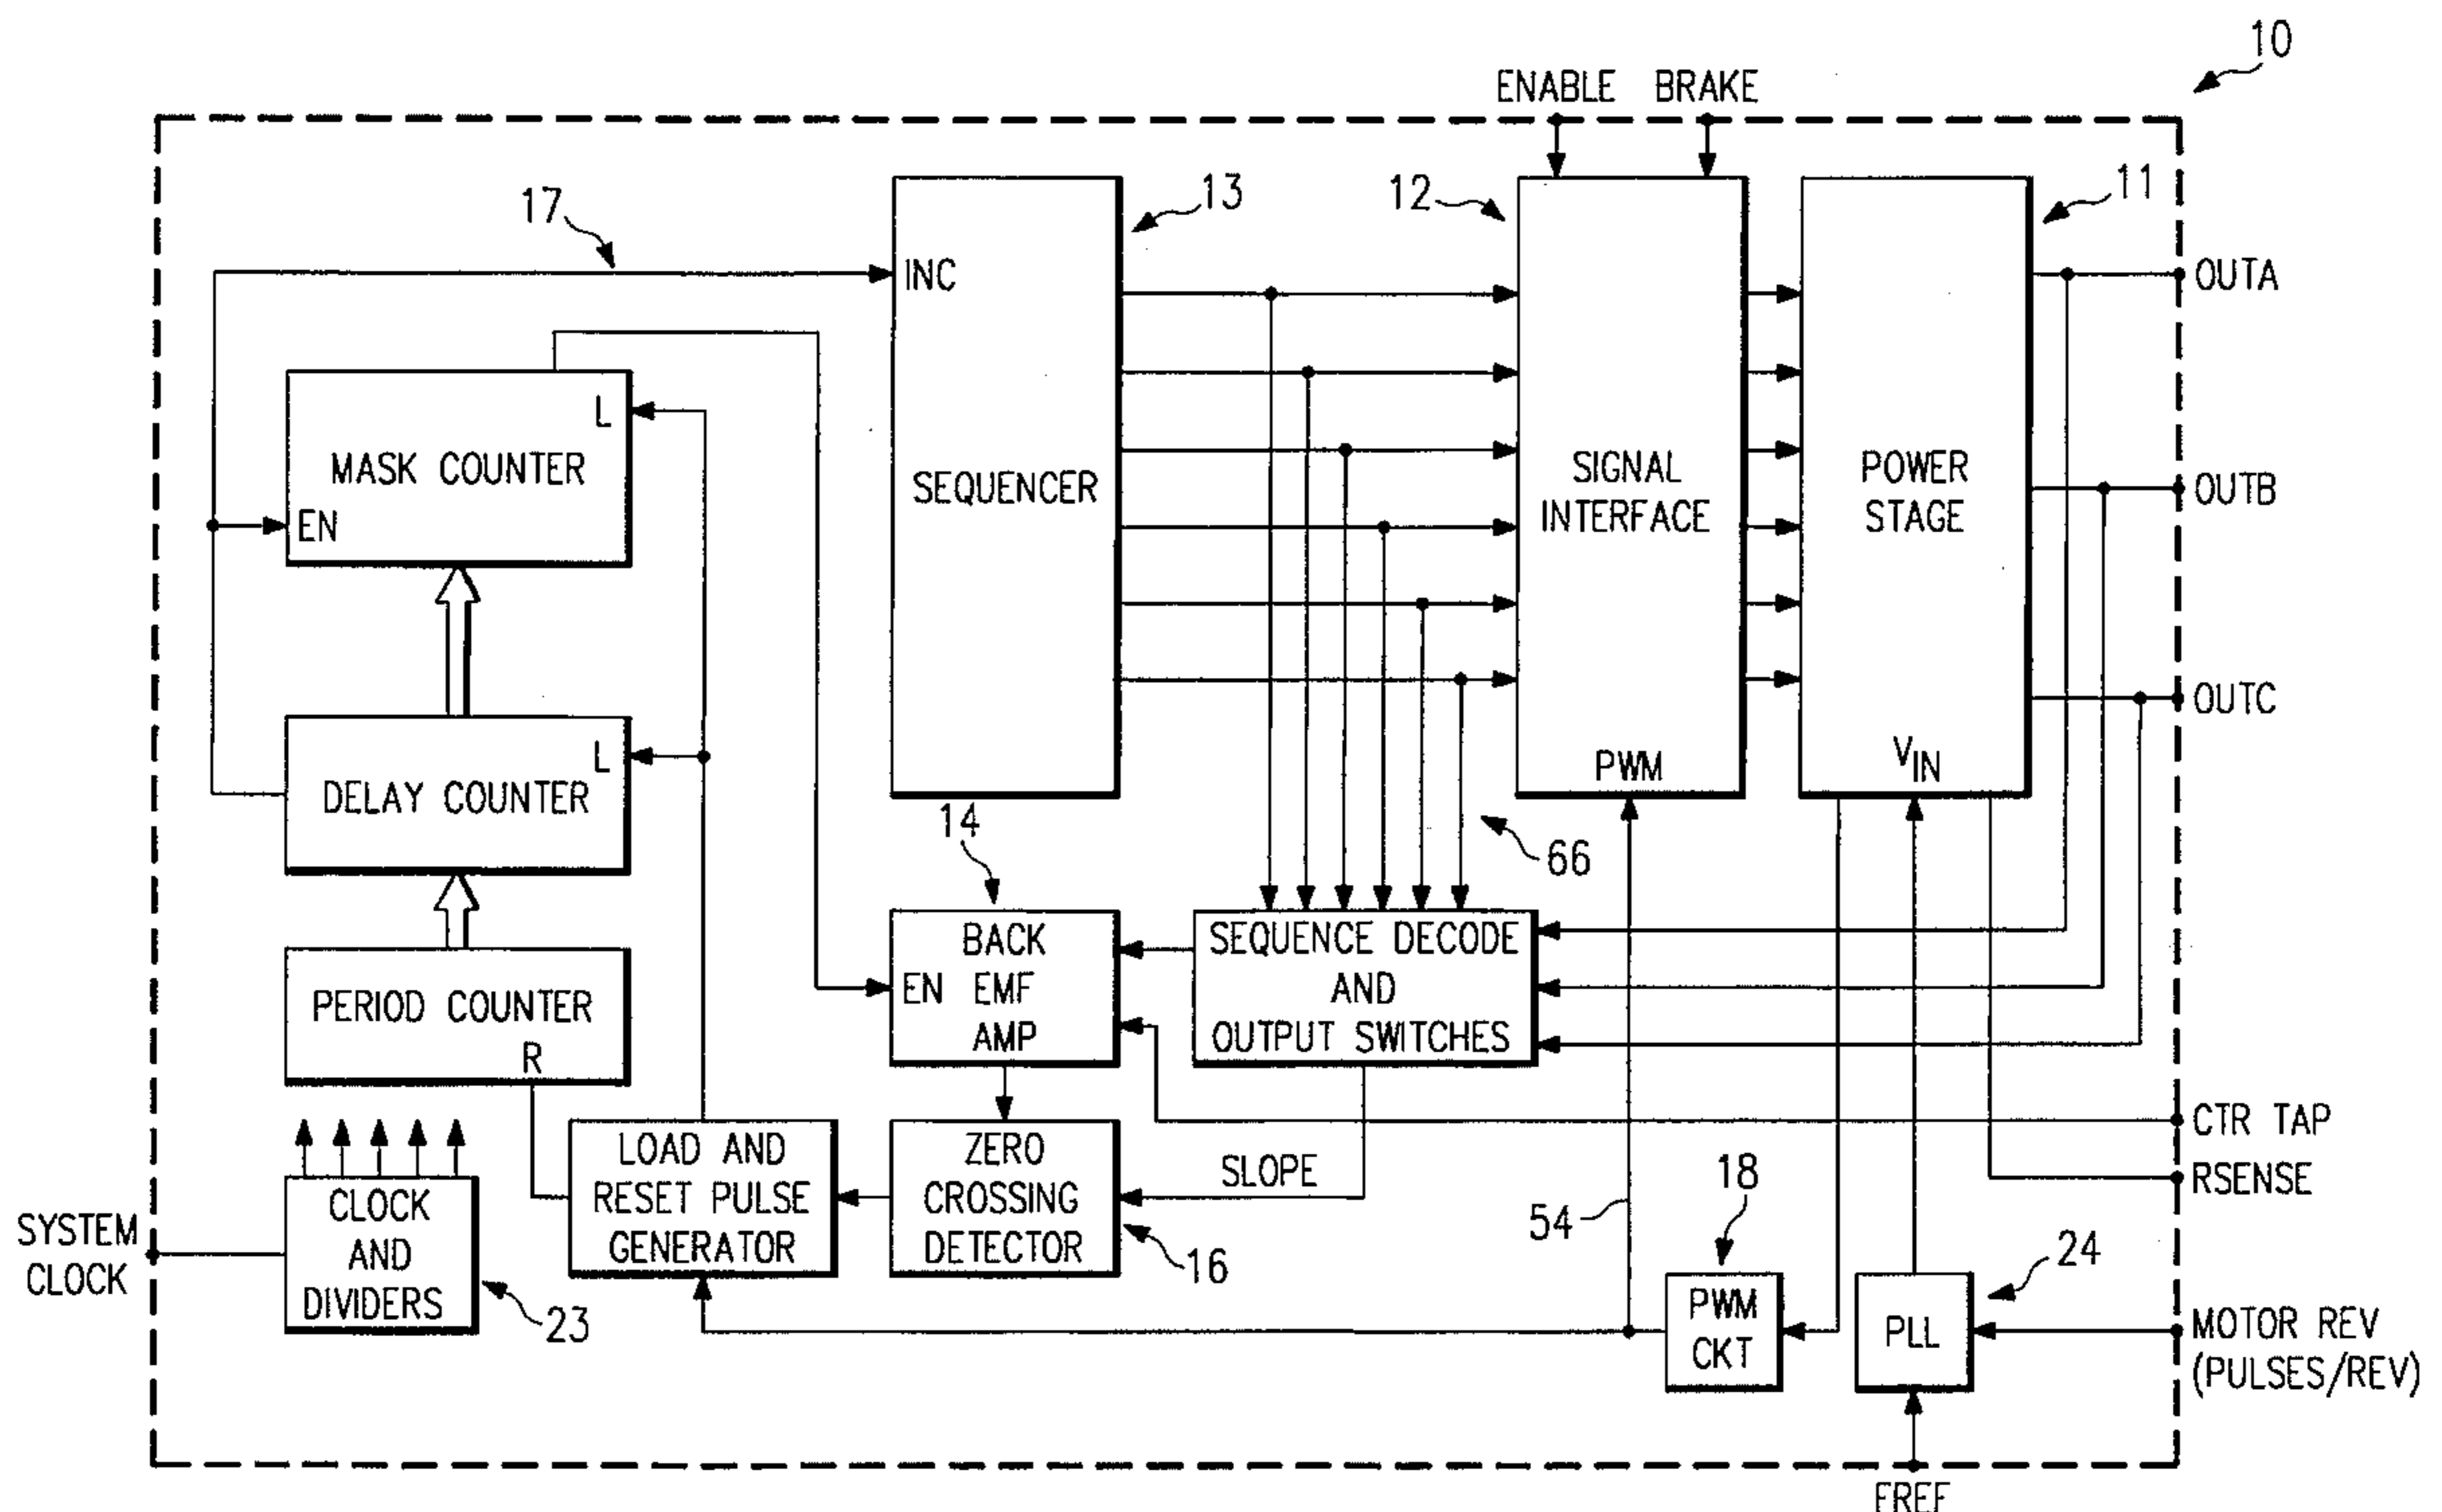 10
ENABLE BRAKE
17
13
12
11
INC
OUTA
L
MASK COUNTER
EN
SEQUENCER
SIGNAL
INTERFACE
POWER
STAGE
OUTB
OUTC
L
DELAY COUNTER
PWM
VIN
14
66
BACK
EN EMF
AMP
SEQUENCE DECODE
AND
OUTPUT SWITCHES
PERIOD COUNTER
R
CTR TAP
RSENSE
LOAD AND
RESET PULSE
GENERATOR
ZERO
CROSSING
DETECTOR
SLOPE
16
54
18
24
SYSTEM
CLOCK
CLOCK
AND
DIVIDERS
23
PWM
CKT
PLL
MOTOR REV
(PULSES/REV)
FREF